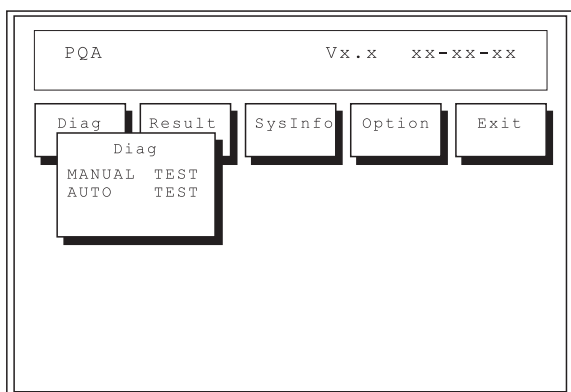 PQA Vx.x xx-xx-xx
Diag Result SysInfo Option Exit
Diag
MANUAL TEST
AUTO TEST